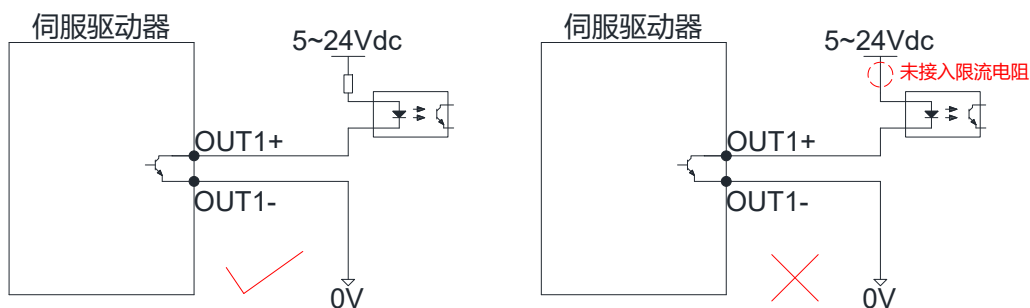 伺服驱动器
5~24Vdc
OUT1+
OUT1-
0V
伺服驱动器
5~24Vdc
未接入限流电阻
OUT1+
OUT1-
0V